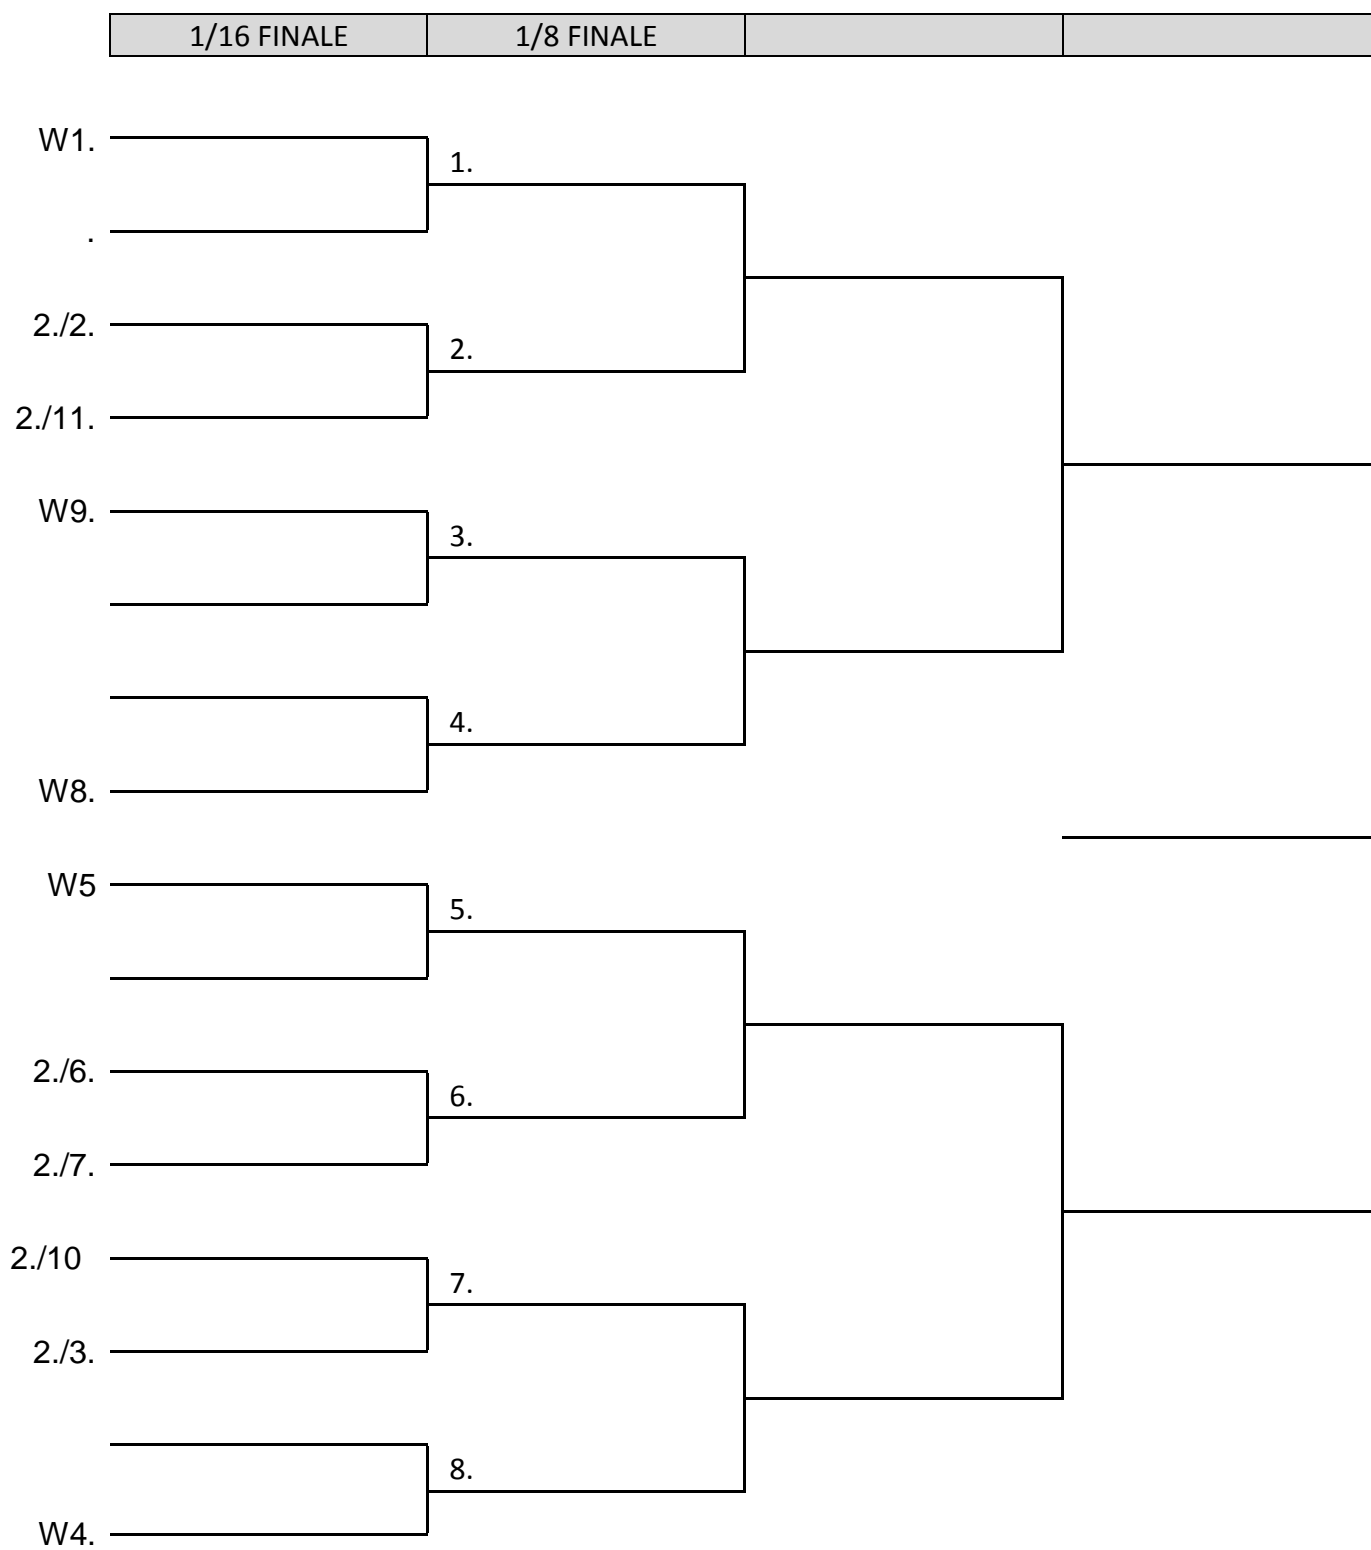 1/16 FINALE 1/8 FINALE
W1.
1.
.
2./2.
2.
2./11.
W9.
3.
4.
W8.
W5
5.
2./6.
6.
2./7.
2./10
7.
2./3.
8.
W4.